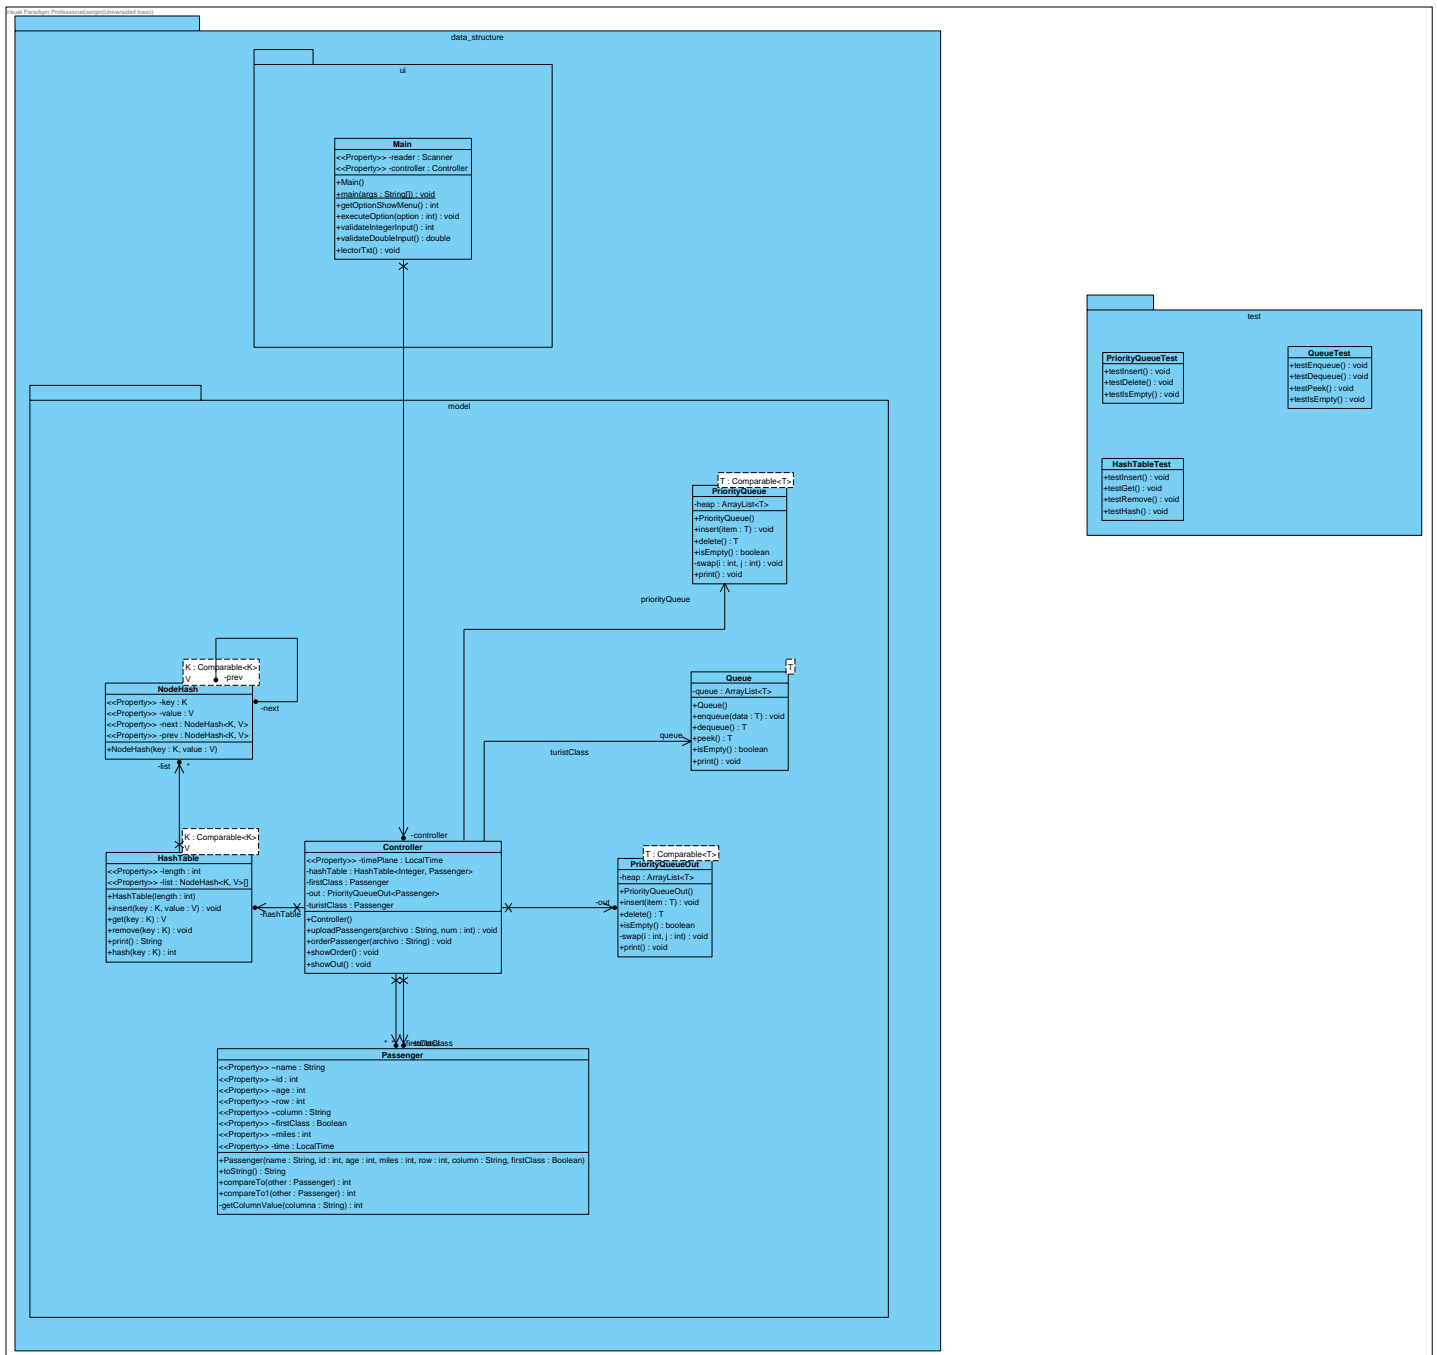 Visual Paradigm Professional(sergio(Universidad Icesi))
data_structure
ui
Main
<<Property>> -reader : Scanner
<<Property>> -controller : Controller
+Main()
+main(args : String[]) : void
+getOptionShowMenu() : int
+executeOption(option : int) : void
+validateIntegerInput() : int
+validateDoubleInput() : double
+lectorTxt() : void
test
PriorityQueueTest
+testInsert() : void
+testDelete() : void
+testIsEmpty() : void
QueueTest
+testEnqueue() : void
+testDequeue() : void
+testPeek() : void
+testIsEmpty() : void
HashTableTest
+testInsert() : void
+testGet() : void
+testRemove() : void
+testHash() : void
model
T : Comparable<T>
PriorityQueue
-heap : ArrayList<T>
+PriorityQueue()
+insert(item : T) : void
+delete() : T
+isEmpty() : boolean
-swap(i : int, j : int) : void
+print() : void
priorityQueue
K : Comparable<K>
V
-prev
NodeHash
<<Property>> -key : K
<<Property>> -value : V
<<Property>> -next : NodeHash<K, V>
<<Property>> -prev : NodeHash<K, V>
+NodeHash(key : K, value : V)
-next
-list
*
T
Queue
-queue : ArrayList<T>
+Queue()
+enqueue(data : T) : void
+dequeue() : T
+peek() : T
+isEmpty() : boolean
+print() : void
queue
turistClass
K : Comparable<K>
V
HashTable
<<Property>> -length : int
<<Property>> -list : NodeHash<K, V>[]
+HashTable(length : int)
+insert(key : K, value : V) : void
+get(key : K) : V
+remove(key : K) : void
+print() : String
+hash(key : K) : int
-hashTable
-controller
Controller
<<Property>> -timePlane : LocalTime
-hashTable : HashTable<Integer, Passenger>
-firstClass : Passenger
-out : PriorityQueueOut<Passenger>
-turistClass : Passenger
+Controller()
+uploadPassengers(archivo : String, num : int) : void
+orderPassenger(archivo : String) : void
+showOrder() : void
+showOut() : void
-out
T : Comparable<T>
PriorityQueueOut
-heap : ArrayList<T>
+PriorityQueueOut()
+insert(item : T) : void
+delete() : T
+isEmpty() : boolean
-swap(i : int, j : int) : void
+print() : void
*
Passenger
<<Property>> ~name : String
<<Property>> ~id : int
<<Property>> ~age : int
<<Property>> ~row : int
<<Property>> ~column : String
<<Property>> ~firstClass : Boolean
<<Property>> ~miles : int
<<Property>> -time : LocalTime
+Passenger(name : String, id : int, age : int, miles : int, row : int, column : String, firstClass : Boolean)
+toString() : String
+compareTo(other : Passenger) : int
+compareTo1(other : Passenger) : int
-getColumnValue(columna : String) : int